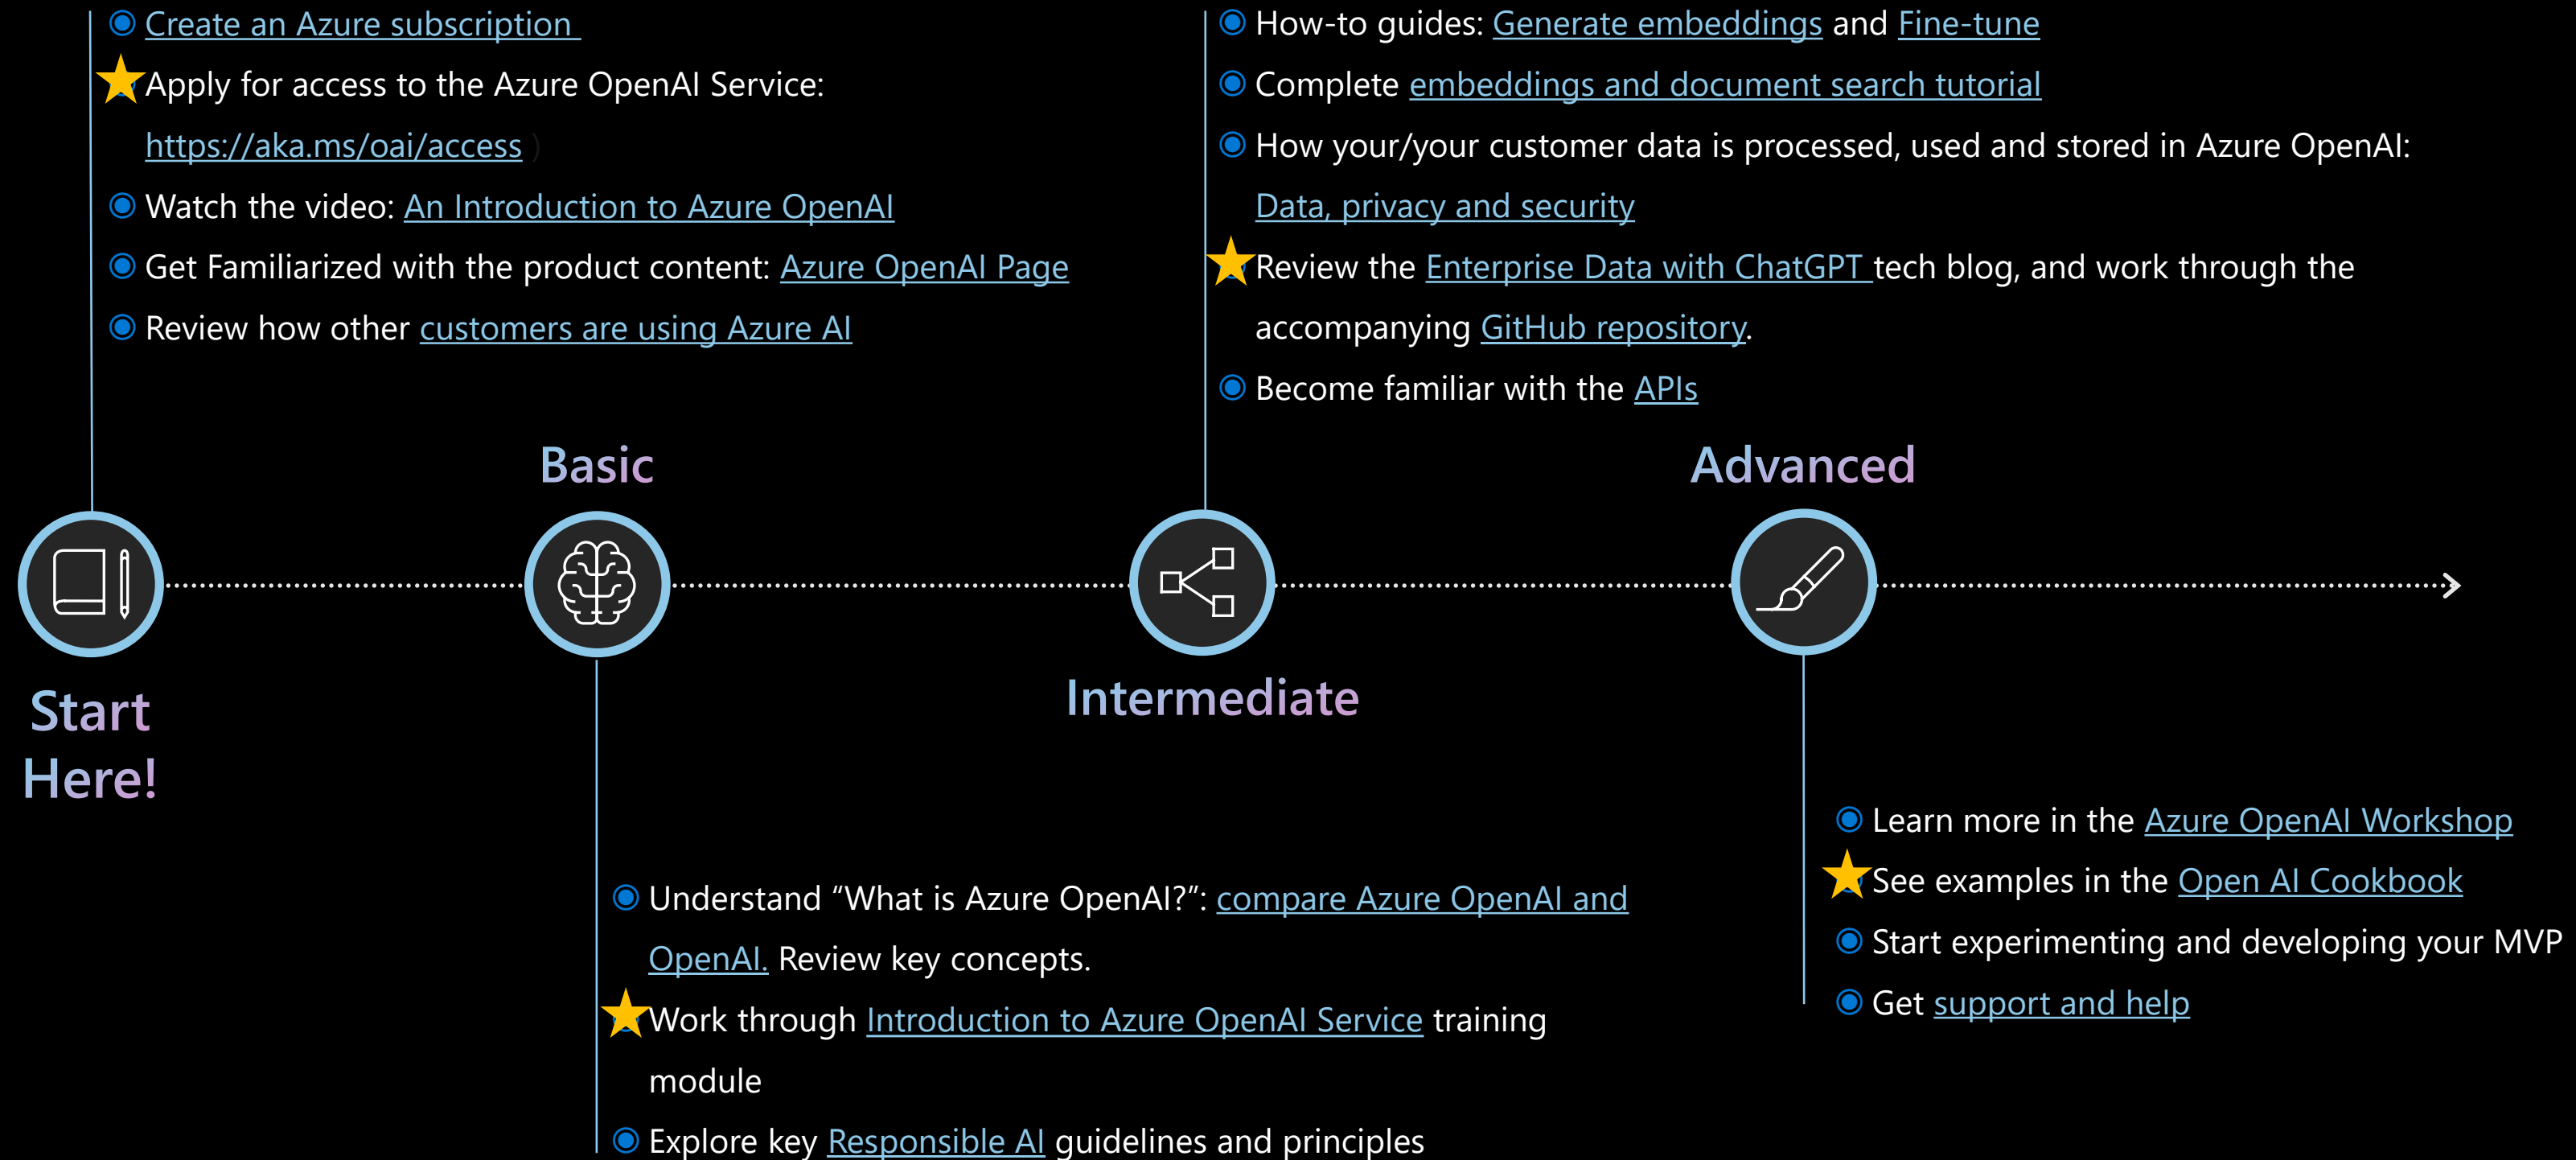 Create an Azure subscription
Apply for access to the Azure OpenAI Service:
https://aka.ms/oai/access )
Watch the video: An Introduction to Azure OpenAI
Get Familiarized with the product content: Azure OpenAI Page
Review how other customers are using Azure AI
How-to guides: Generate embeddings and Fine-tune
Complete embeddings and document search tutorial
How your/your customer data is processed, used and stored in Azure OpenAI:
Data, privacy and security
Review the Enterprise Data with ChatGPT tech blog, and work through the
accompanying GitHub repository.
Become familiar with the APIs
Basic
Advanced
Start
Here!
Intermediate
Understand “What is Azure OpenAI?”: compare Azure OpenAI and
OpenAI. Review key concepts.
Work through Introduction to Azure OpenAI Service training
module
Explore key Responsible AI guidelines and principles
Learn more in the Azure OpenAI Workshop
See examples in the Open AI Cookbook
Start experimenting and developing your MVP
Get support and help